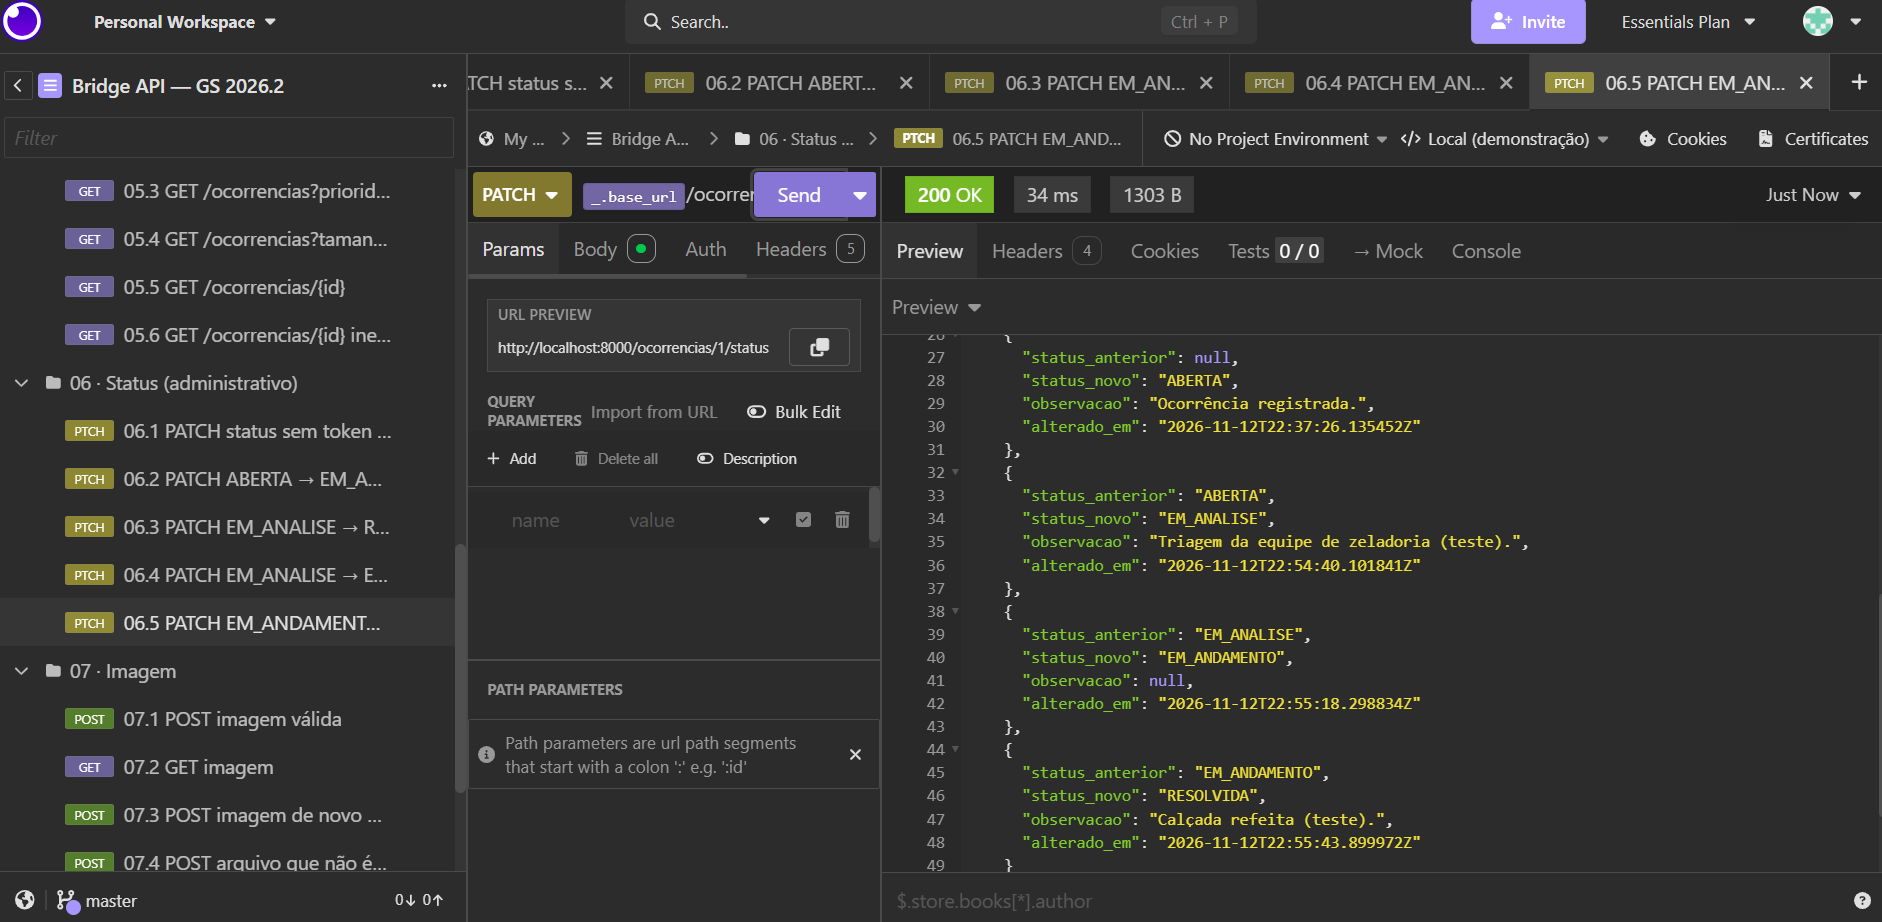 Personal Workspace
Search..
Ctrl + P
Invite
Essentials Plan
Bridge API — GS 2026.2
...
Filter
GET 05.3 GET /ocorrencias?priorid...
GET 05.4 GET /ocorrencias?taman...
GET 05.5 GET /ocorrencias/{id}
GET 05.6 GET /ocorrencias/{id} ine...
06 · Status (administrativo)
PTCH 06.1 PATCH status sem token ...
PTCH 06.2 PATCH ABERTA → EM_A...
PTCH 06.3 PATCH EM_ANALISE → R...
PTCH 06.4 PATCH EM_ANALISE → E...
PTCH 06.5 PATCH EM_ANDAMENT...
07 · Imagem
POST 07.1 POST imagem válida
GET 07.2 GET imagem
POST 07.3 POST imagem de novo ...
POST 07.4 POST arquivo que não é...
master
0↓ 0↑
TCH status s...
PTCH 06.2 PATCH ABERT...
PTCH 06.3 PATCH EM_AN...
PTCH 06.4 PATCH EM_AN...
PTCH 06.5 PATCH EM_AN...
My ...
Bridge A...
06 · Status ...
PTCH 06.5 PATCH EM_AND...
No Project Environment
Local (demonstração)
Cookies
Certificates
PATCH
_.base_url /ocorrer
Send
Params
Body
Auth
Headers 5
URL PREVIEW
http://localhost:8000/ocorrencias/1/status
QUERY PARAMETERS
Import from URL
Bulk Edit
+ Add
Delete all
Description
name
value
PATH PARAMETERS
Path parameters are url path segments
that start with a colon ':' e.g. ':id'
200 OK
34 ms
1303 B
Just Now
Preview
Headers 4
Cookies
Tests 0 / 0
→ Mock
Console
Preview
26 {
27 "status_anterior": null,
28 "status_novo": "ABERTA",
29 "observacao": "Ocorrência registrada.",
30 "alterado_em": "2026-11-12T22:37:26.135452Z"
31 },
32 {
33 "status_anterior": "ABERTA",
34 "status_novo": "EM_ANALISE",
35 "observacao": "Triagem da equipe de zeladoria (teste).",
36 "alterado_em": "2026-11-12T22:54:40.101841Z"
37 },
38 {
39 "status_anterior": "EM_ANALISE",
40 "status_novo": "EM_ANDAMENTO",
41 "observacao": null,
42 "alterado_em": "2026-11-12T22:55:18.298834Z"
43 },
44 {
45 "status_anterior": "EM_ANDAMENTO",
46 "status_novo": "RESOLVIDA",
47 "observacao": "Calçada refeita (teste).",
48 "alterado_em": "2026-11-12T22:55:43.899972Z"
49 }
$.store.books[*].author